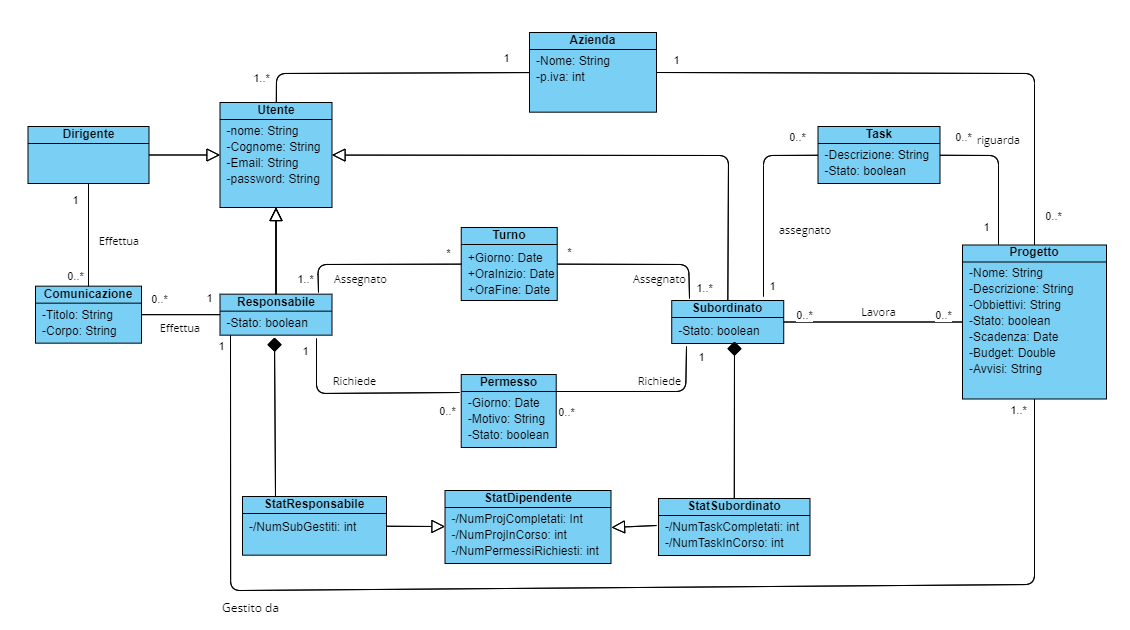 Azienda
-Nome: String
-p.iva: int
1
1
1..*
Utente
-nome: String
-Cognome: String
-Email: String
-password: String
Dirigente
Task
-Descrizione: String
-Stato: boolean
0..*
0..*
riguarda
1
Effettua
0..*
assegnato
1
1
0..*
Turno
+Giorno: Date
+OraInizio: Date
+OraFine: Date
*
*
Assegnato
Assegnato
1..*
1..*
Progetto
-Nome: String
-Descrizione: String
-Obbiettivi: String
-Stato: boolean
-Scadenza: Date
-Budget: Double
-Avvisi: String
Comunicazione
-Titolo: String
-Corpo: String
0..*
1
Effettua
Responsabile
-Stato: boolean
Subordinato
-Stato: boolean
0..*
Lavora
0..*
1
1
1
Richiede
Richiede
Permesso
-Giorno: Date
-Motivo: String
-Stato: boolean
0..*
0..*
1..*
StatResponsabile
-/NumSubGestiti: int
StatDipendente
-/NumProjCompletati: Int
-/NumProjInCorso: int
-/NumPermessiRichiesti: int
StatSubordinato
-/NumTaskCompletati: int
-/NumTaskInCorso: int
Gestito da